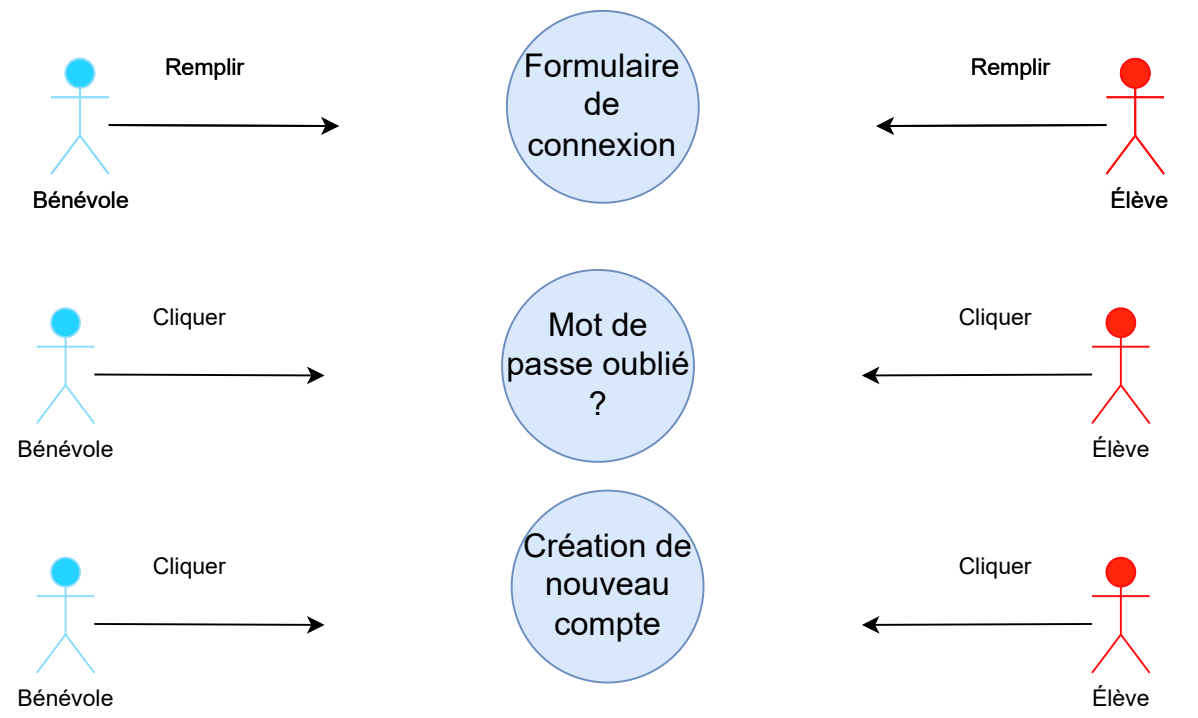 Remplir
Formulaire
de
connexion
Remplir
Bénévole
Élève
Cliquer
Mot de
passe oublié
?
Cliquer
Bénévole
Élève
Cliquer
Création de
nouveau
compte
Cliquer
Bénévole
Élève